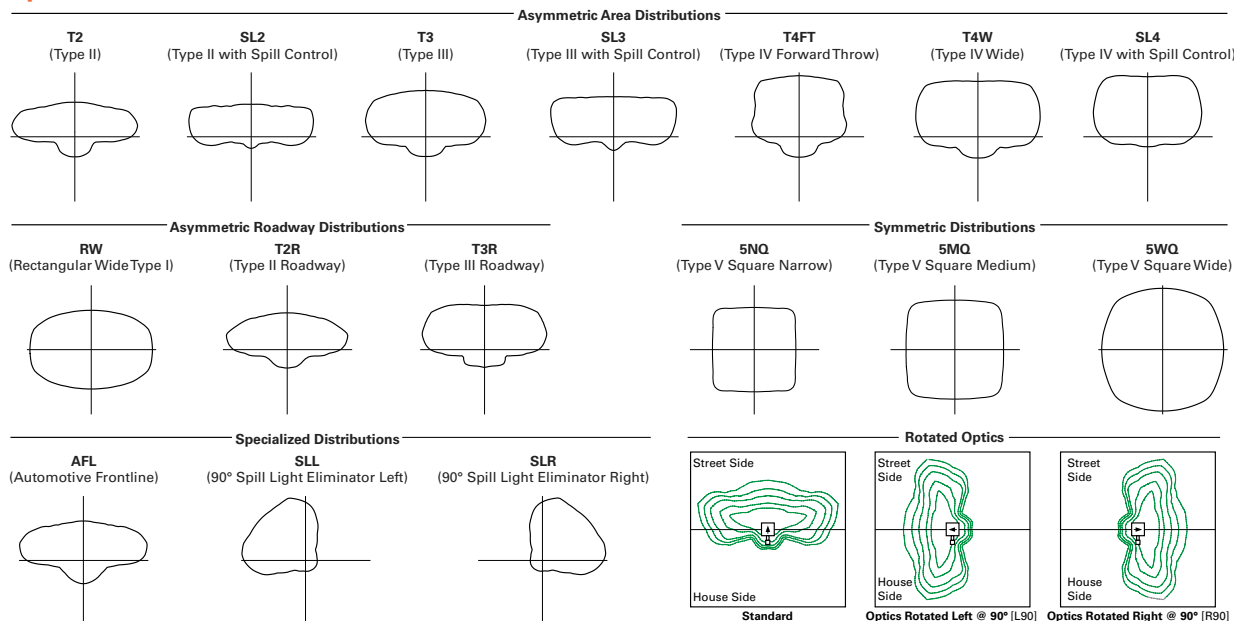 Asymmetric Area Distributions
T2
(Type II)
SL2
(Type II with Spill Control)
T3
(Type III)
SL3
(Type III with Spill Control)
T4FT
(Type IV Forward Throw)
T4W
(Type IV Wide)
SL4
(Type IV with Spill Control)
Asymmetric Roadway Distributions
RW
(Rectangular Wide Type I)
T2R
(Type II Roadway)
T3R
(Type III Roadway)
Symmetric Distributions
5NQ
(Type V Square Narrow)
5MQ
(Type V Square Medium)
5WQ
(Type V Square Wide)
Specialized Distributions
AFL
(Automotive Frontline)
SLL
(90° Spill Light Eliminator Left)
SLR
(90° Spill Light Eliminator Right)
Rotated Optics
Street Side
House Side
Standard
Street
Side
House
Side
Optics Rotated Left @ 90° [L90]
Street
Side
House
Side
Optics Rotated Right @ 90° [R90]